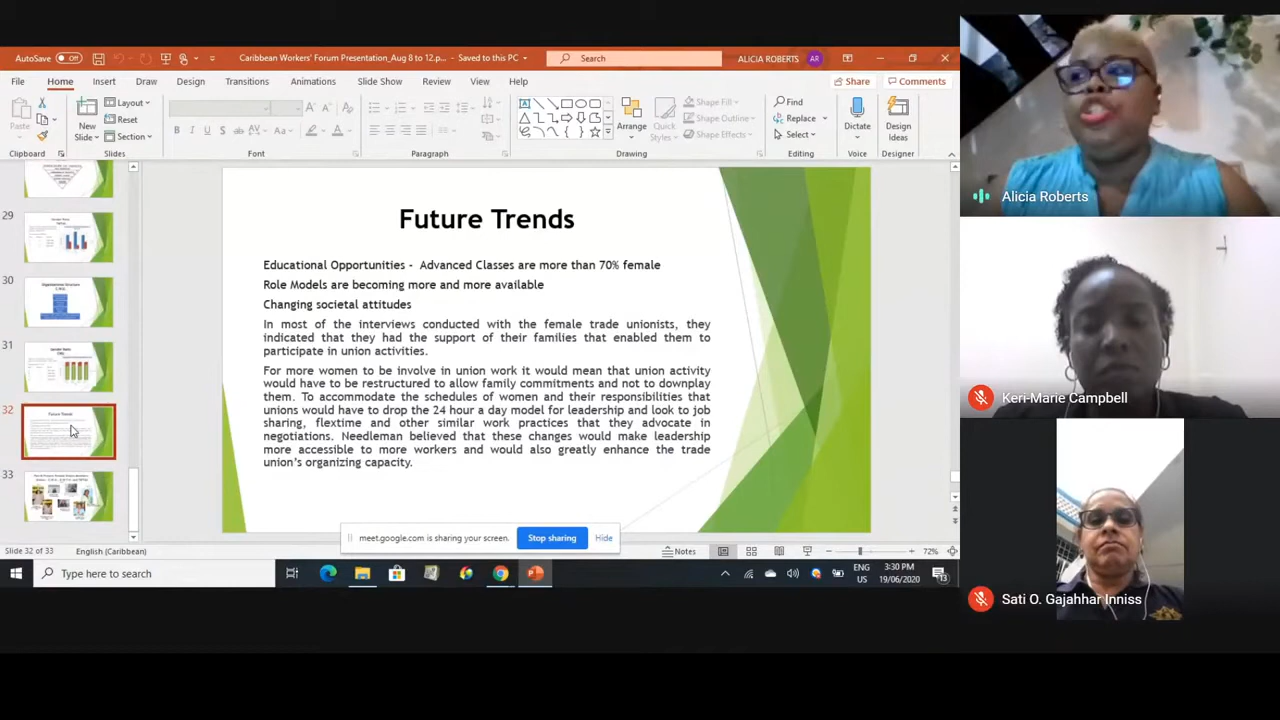 AutoSave Off
Caribbean Workers' Forum Presentation_Aug 8 to 12.p... - Saved to this PC
Search
ALICIA ROBERTS AR
File Home Insert Draw Design Transitions Animations Slide Show Review View Help
Share Comments
Paste
New Slide
Layout
Reset
Section
Arrange
Quick Styles
Shape Fill
Shape Outline
Shape Effects
Find
Replace
Select
Dictate
Design Ideas
Clipboard Slides Font Paragraph Drawing Editing Voice Designer
29
30
31
32
Future Trends
33
Future Trends
Educational Opportunities - Advanced Classes are more than 70% female
Role Models are becoming more and more available
Changing societal attitudes
In most of the interviews conducted with the female trade unionists, they
indicated that they had the support of their families that enabled them to
participate in union activities.
For more women to be involve in union work it would mean that union activity
would have to be restructured to allow family commitments and not to downplay
them. To accommodate the schedules of women and their responsibilities that
unions would have to drop the 24 hour a day model for leadership and look to job
sharing, flextime and other similar work practices that they advocate in
negotiations. Needleman believed that these changes would make leadership
more accessible to more workers and would also greatly enhance the trade
union's organizing capacity.
meet.google.com is sharing your screen.
Stop sharing
Hide
Slide 32 of 33
English (Caribbean)
Notes
72%
Type here to search
ENG
US
3:30 PM
19/06/2020
13
Alicia Roberts
Keri-Marie Campbell
Sati O. Gajahhar Inniss